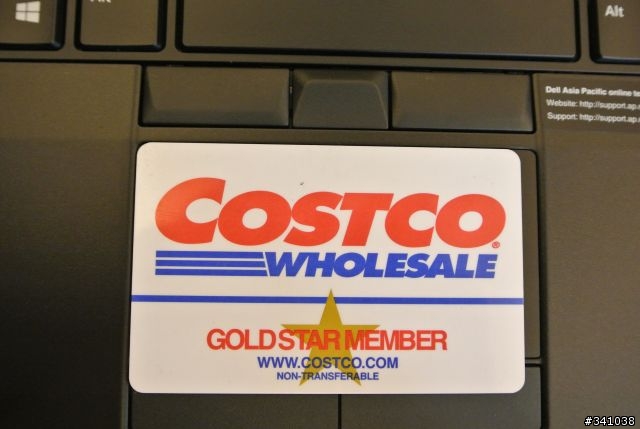 Alt
Dell Asia Pacific online te
Website: http://support.ap.
Support: http://support.ap.
COSTCO®
WHOLESALE
GOLD STAR MEMBER
WWW.COSTCO.COM
NON-TRANSFERABLE
#341038